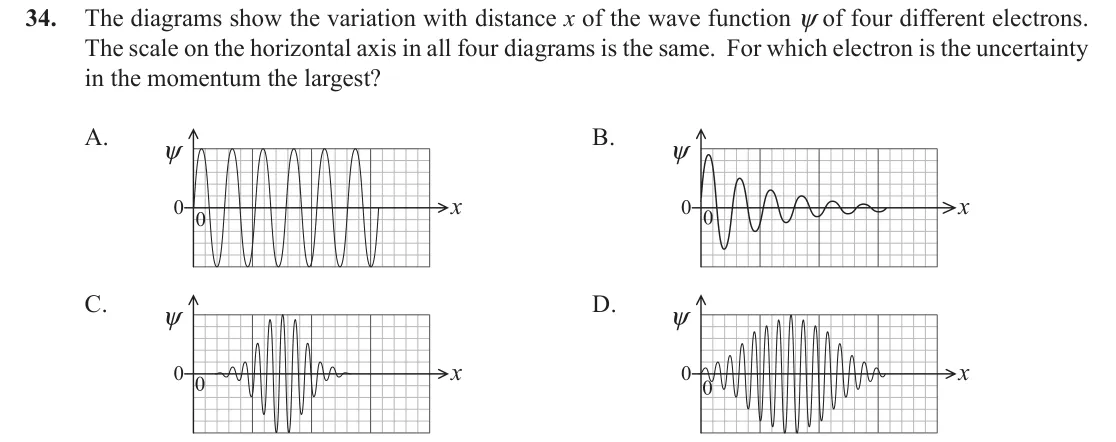 34. The diagrams show the variation with distance x of the wave function ψ of four different electrons.
The scale on the horizontal axis in all four diagrams is the same. For which electron is the uncertainty
in the momentum the largest?
A.
ψ
0
0
x
B.
ψ
0
0
x
C.
ψ
0
0
x
D.
ψ
0
0
x